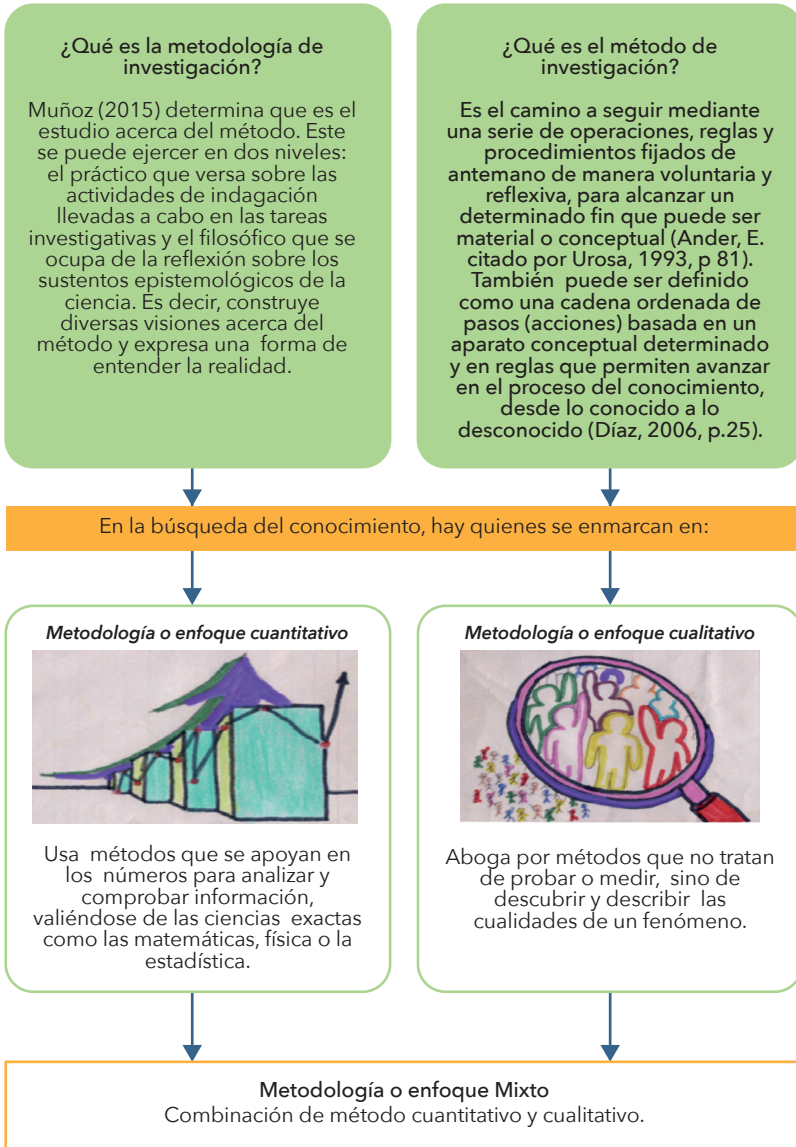 ¿Qué es la metodología de
investigación?
Muñoz (2015) determina que es el
estudio acerca del método. Este
se puede ejercer en dos niveles:
el práctico que versa sobre las
actividades de indagación
llevadas a cabo en las tareas
investigativas y el filosófico que se
ocupa de la reflexión sobre los
sustentos epistemológicos de la
ciencia. Es decir, construye
diversas visiones acerca del
método y expresa una forma de
entender la realidad.
¿Qué es el método de
investigación?
Es el camino a seguir mediante
una serie de operaciones, reglas y
procedimientos fijados de
antemano de manera voluntaria y
reflexiva, para alcanzar un
determinado fin que puede ser
material o conceptual (Ander, E.
citado por Urosa, 1993, p 81).
También puede ser definido
como una cadena ordenada de
pasos (acciones) basada en un
aparato conceptual determinado
y en reglas que permiten avanzar
en el proceso del conocimiento,
desde lo conocido a lo
desconocido (Díaz, 2006, p.25).
En la búsqueda del conocimiento, hay quienes se enmarcan en:
Metodología o enfoque cuantitativo
Usa métodos que se apoyan en
los números para analizar y
comprobar información,
valiéndose de las ciencias exactas
como las matemáticas, física o la
estadística.
Metodología o enfoque cualitativo
Aboga por métodos que no tratan
de probar o medir, sino de
descubrir y describir las
cualidades de un fenómeno.
Metodología o enfoque Mixto
Combinación de método cuantitativo y cualitativo.